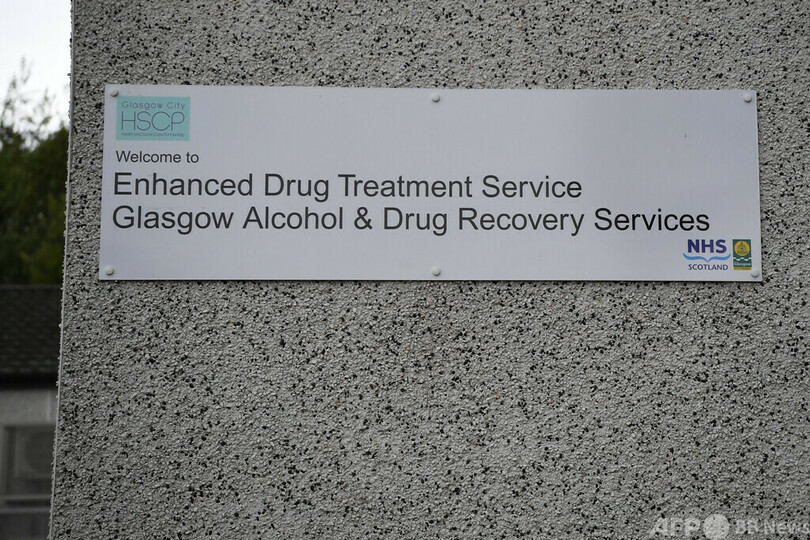 Glasgow City
HSCP
Welcome to
Enhanced Drug Treatment Service
Glasgow Alcohol & Drug Recovery Services
NHS
SCOTLAND
AFP BB News